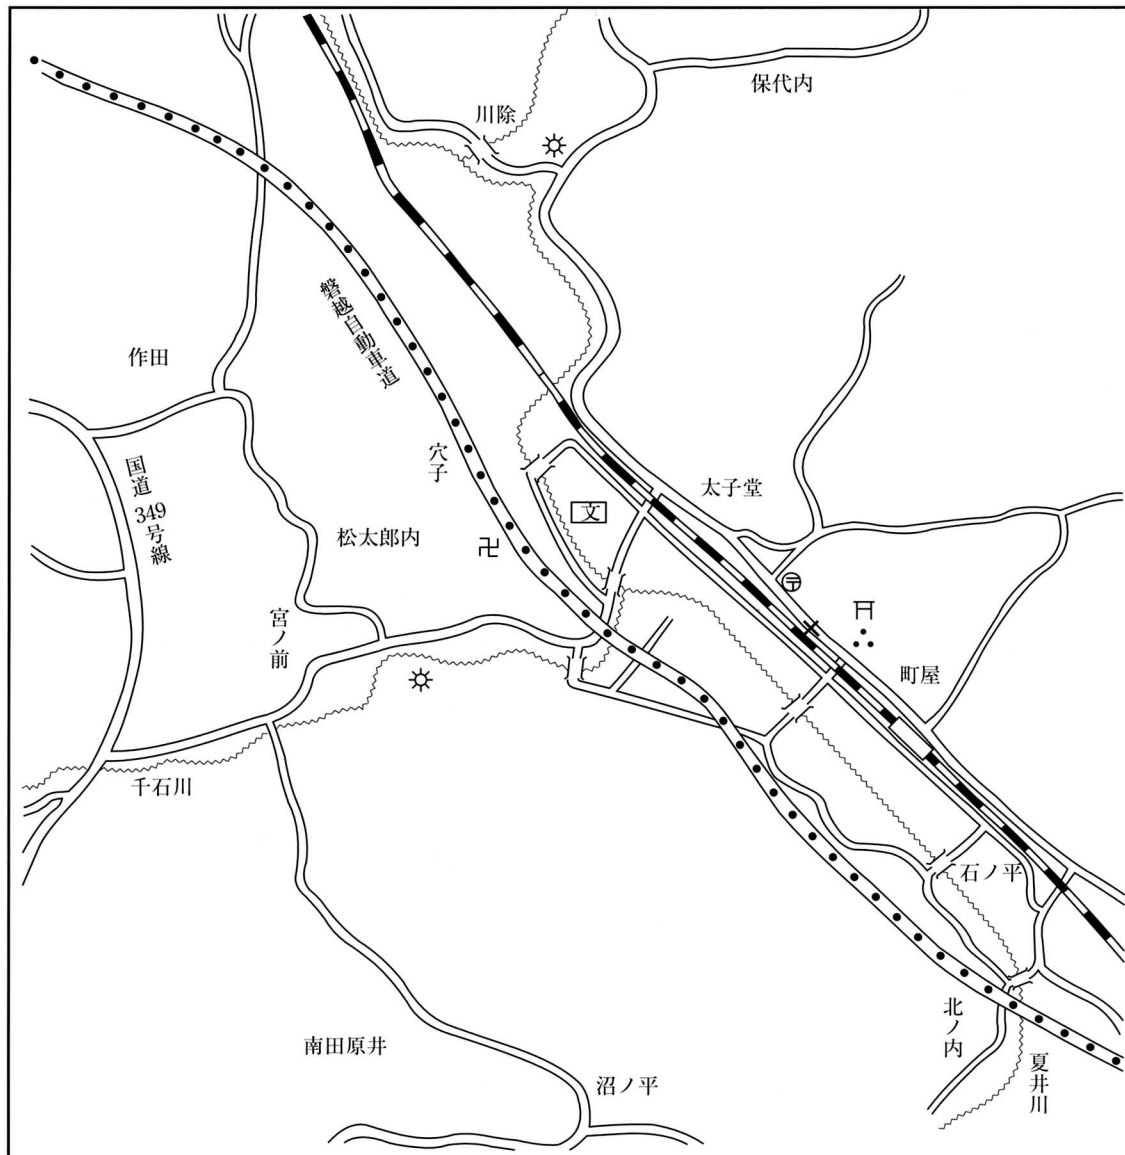 保代内
川除
磐越自動車道
作田
穴子
国道349号線
太子堂
文
松太郎内
卍
〒
宮ノ前
町屋
千石川
石ノ平
北ノ内
南田原井
夏井川
沼ノ平